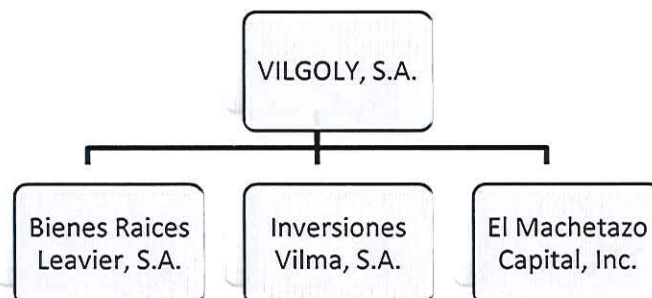 VILGOLY, S.A.
Bienes Raices
Leavier, S.A.
Inversiones
Vilma, S.A.
El Machetazo
Capital, Inc.